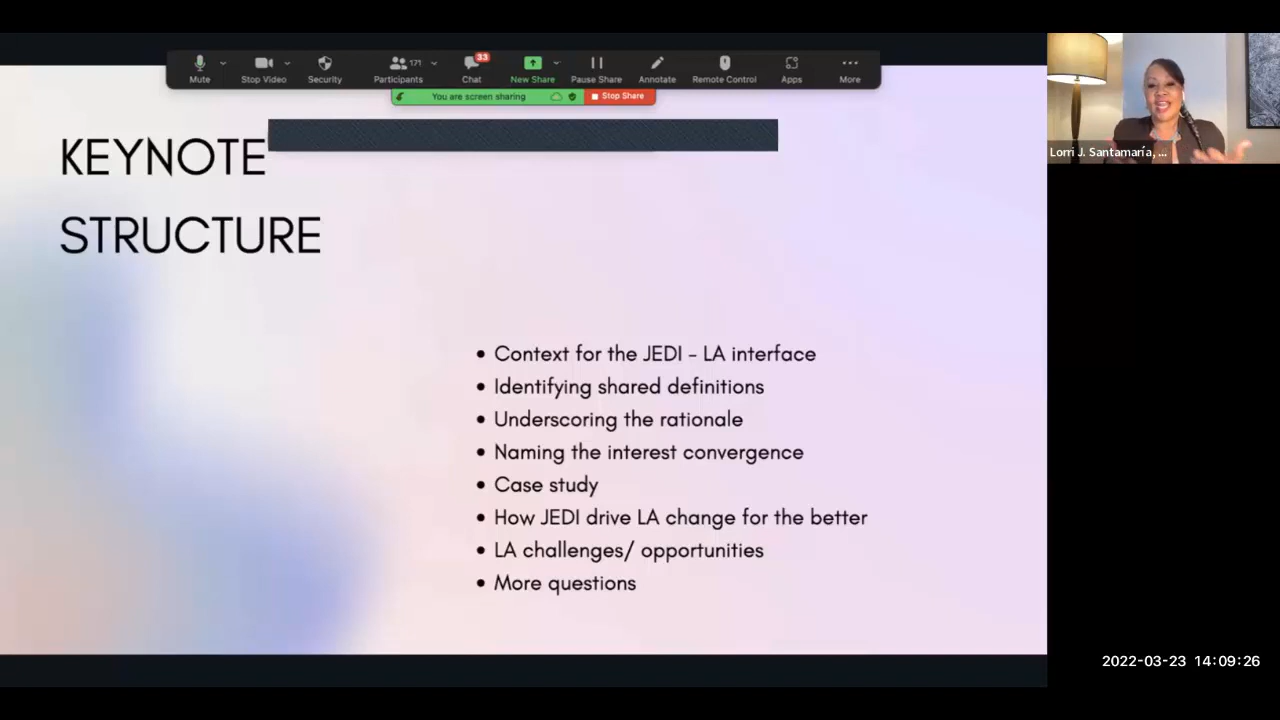 Mute
Stop Video
Security
171
Participants
33
Chat
New Share
Pause Share
Annotate
Remote Control
Apps
More
You are screen sharing
Stop Share
KEYNOTE
STRUCTURE
Lorri J. Santamaría, ...
• Context for the JEDI - LA interface
• Identifying shared definitions
• Underscoring the rationale
• Naming the interest convergence
• Case study
• How JEDI drive LA change for the better
• LA challenges/ opportunities
• More questions
2022-03-23 14:09:26